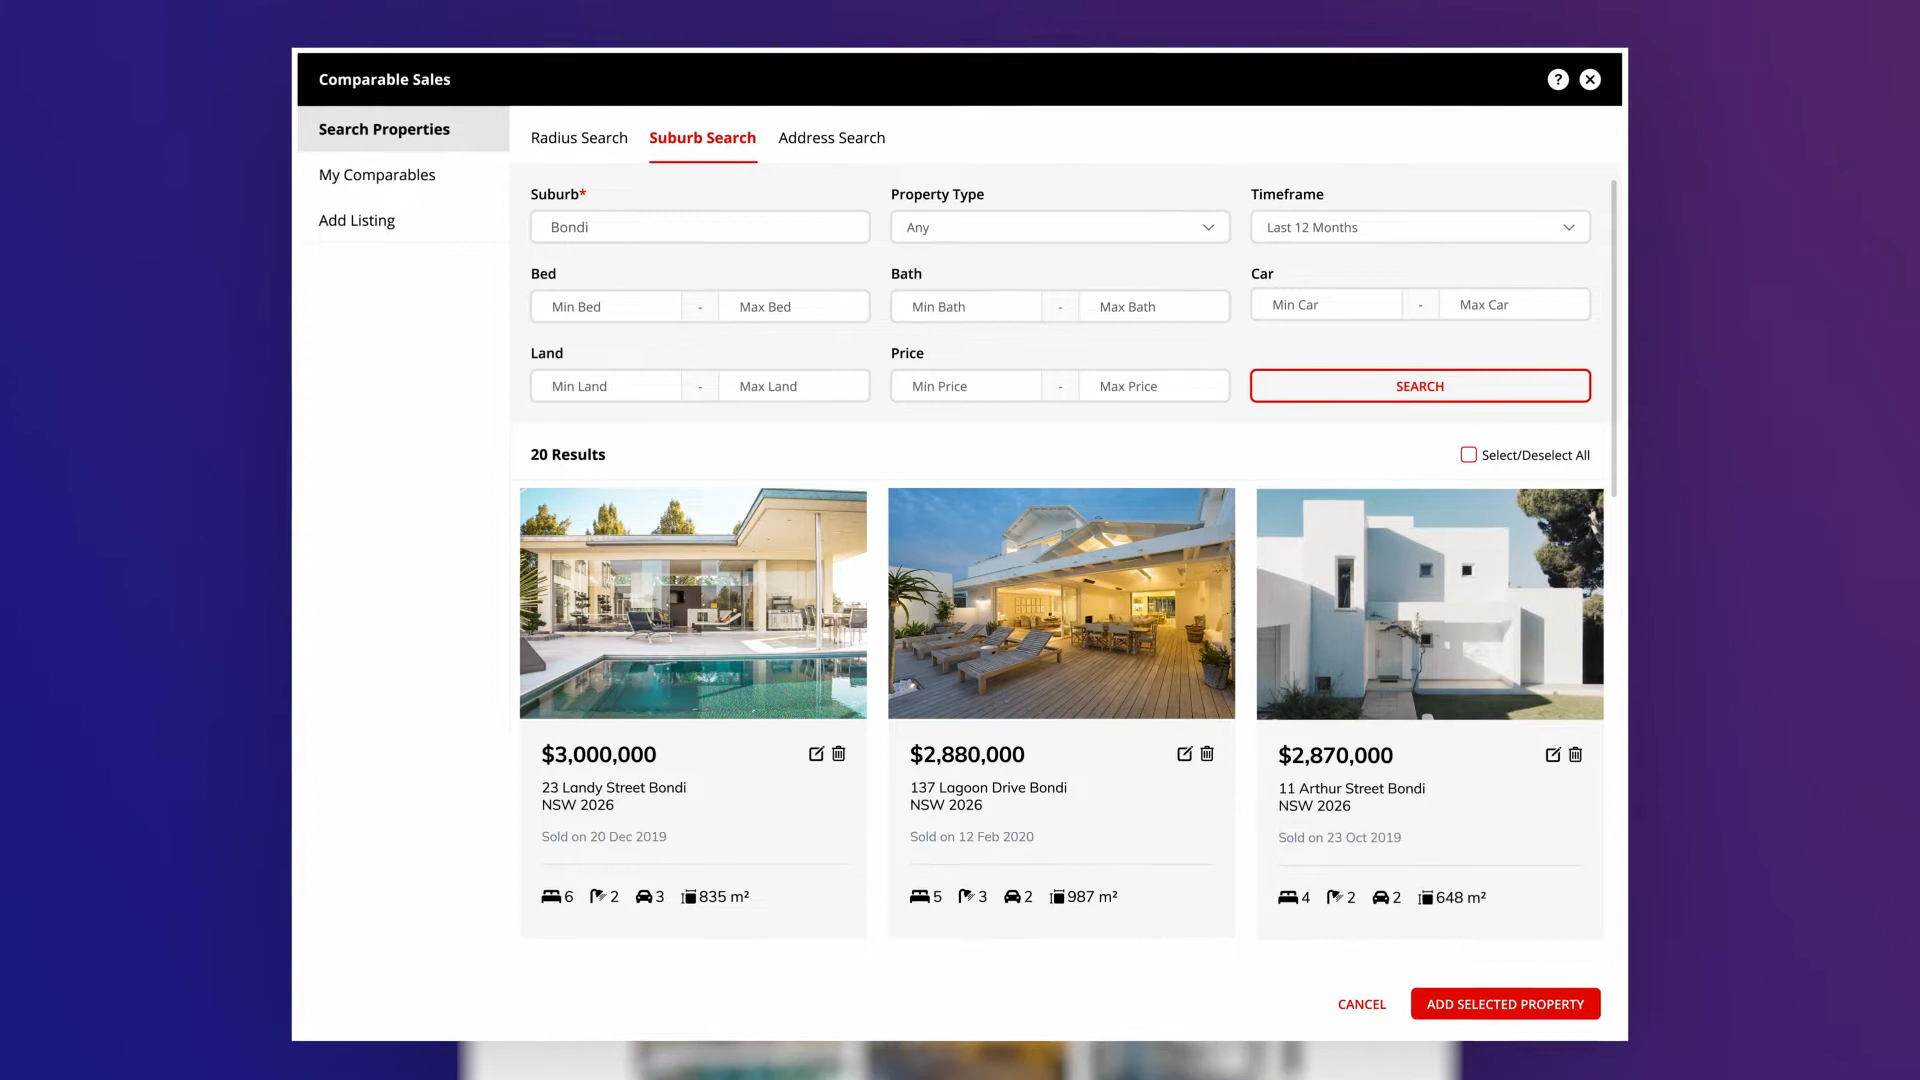 Comparable Sales
?
Search Properties
My Comparables
Add Listing
Radius Search Suburb Search Address Search
Suburb* Property Type Timeframe
Bondi Any Last 12 Months
Bed Bath Car
Min Bed - Max Bed Min Bath - Max Bath Min Car - Max Car
Land Price
Min Land - Max Land Min Price - Max Price SEARCH
20 Results Select/Deselect All
$3,000,000
23 Landy Street Bondi
NSW 2026
Sold on 20 Dec 2019
6 2 3 835 m²
$2,880,000
137 Lagoon Drive Bondi
NSW 2026
Sold on 12 Feb 2020
5 3 2 987 m²
$2,870,000
11 Arthur Street Bondi
NSW 2026
Sold on 23 Oct 2019
4 2 2 648 m²
CANCEL ADD SELECTED PROPERTY